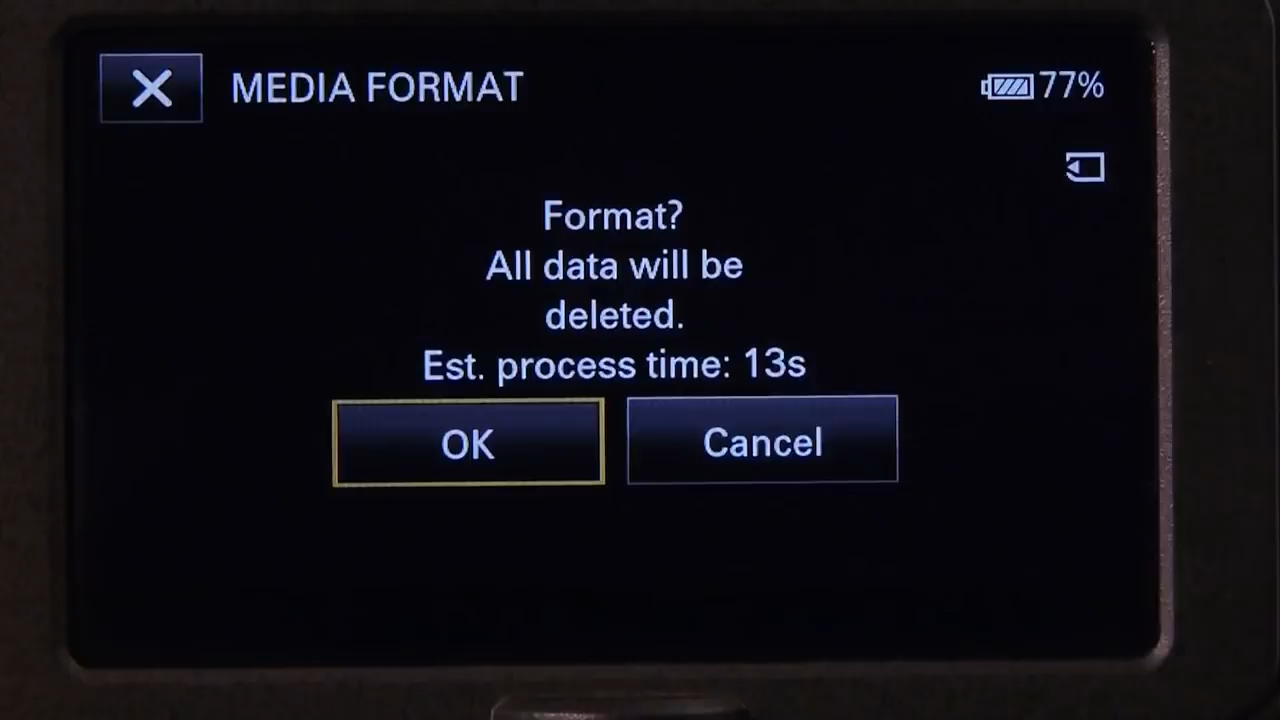 MEDIA FORMAT
77%
Format?
All data will be
deleted.
Est. process time: 13s
OK
Cancel